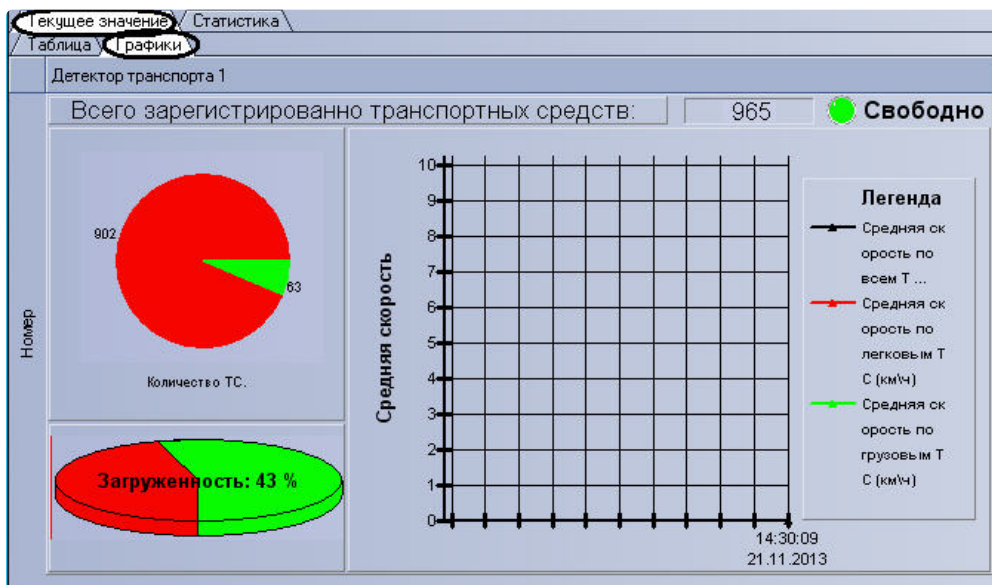 Текущее значение Статистика
Таблица Графики
Детектор транспорта 1
Номер
Всего зарегистрированно транспортных средств: 965 Свободно
902
63
Количество ТС.
Загруженность: 43 %
Средняя скорость
10
9
8
7
6
5
4
3
2
1
0
14:30:09
21.11.2013
Легенда
Средняя ск
орость по
всем Т ...
Средняя ск
орость по
легковым Т
С (км\ч)
Средняя ск
орость по
грузовым Т
С (км\ч)